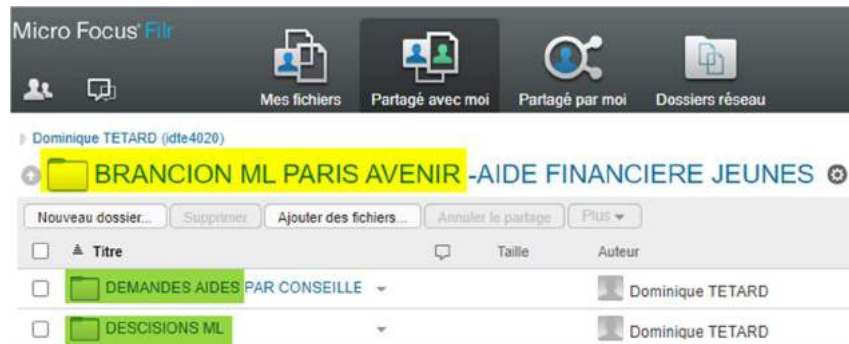 Micro Focus® Filr
Mes fichiers Partagé avec moi Partagé par moi Dossiers réseau
Dominique TETARD (idte4020)
BRANCION ML PARIS AVENIR -AIDE FINANCIERE JEUNES
Nouveau dossier... Supprimer Ajouter des fichiers... Annuler le partage Plus
Titre Taille Auteur
DEMANDES AIDES PAR CONSEILLE Dominique TETARD
DESCISIONS ML Dominique TETARD